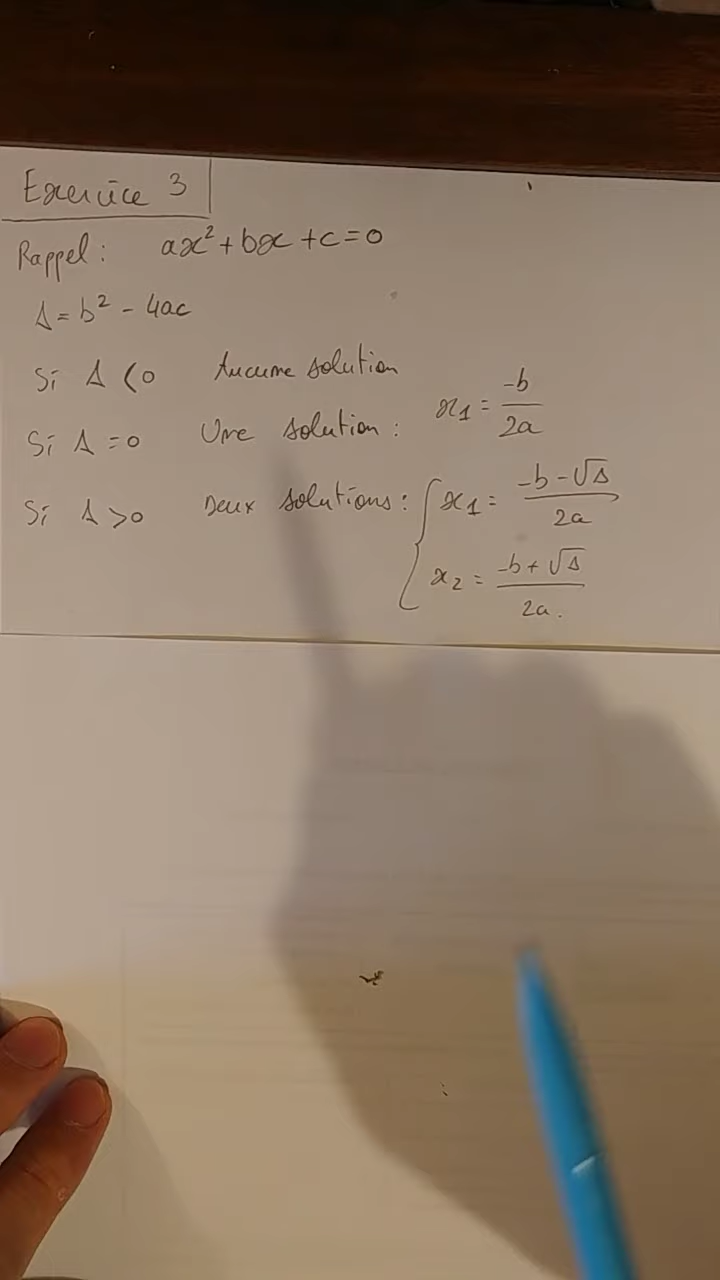 Exercice 3
Rappel : ax² + bx + c = 0
Δ = b² - 4ac
Si Δ < 0 Aucune solution
Si Δ = 0 Une solution : x₁ = -b / 2a
Si Δ > 0 Deux solutions : { x₁ = (-b - √Δ) / 2a
x₂ = (-b + √Δ) / 2a.